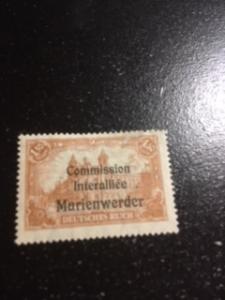 Commission
Interalliée
Marienwerder
DEUTSCHES REICH